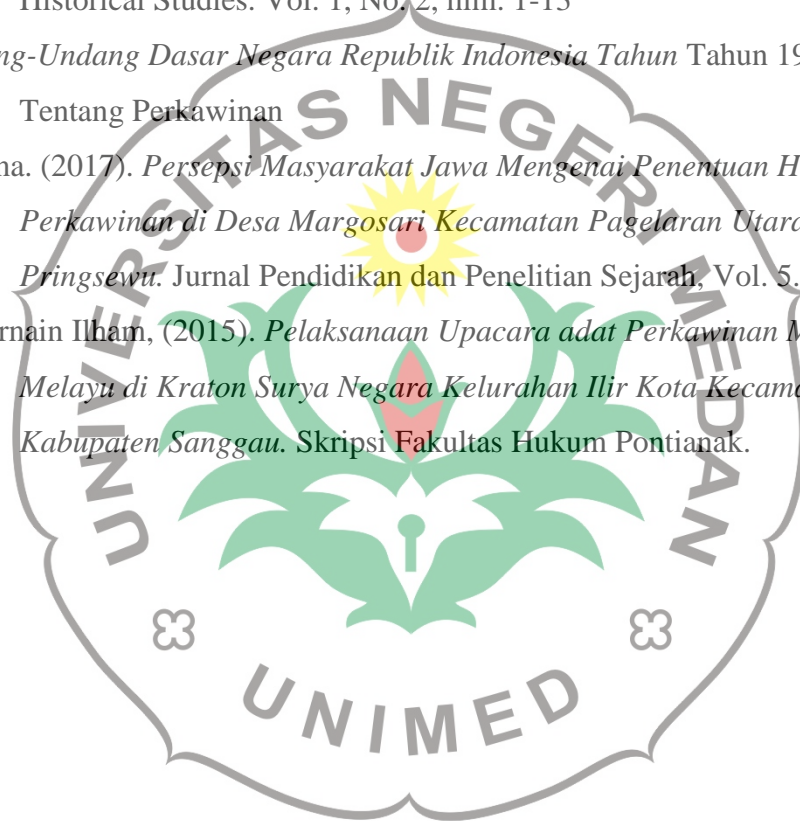 Historical Studies. Vol. 1, No. 2, hlm. 1-15
ng-Undang Dasar Negara Republik Indonesia Tahun Tahun 19
Tentang Perkawinan
na. (2017). Persepsi Masyarakat Jawa Mengenai Penentuan H
Perkawinan di Desa Margosari Kecamatan Pagelaran Utara
Pringsewu. Jurnal Pendidikan dan Penelitian Sejarah, Vol. 5.
rnain Ilham, (2015). Pelaksanaan Upacara adat Perkawinan M
Melayu di Kraton Surya Negara Kelurahan Ilir Kota Kecama
Kabupaten Sanggau. Skripsi Fakultas Hukum Pontianak.
UNIVERSITAS NEGERI MEDAN
UNIMED